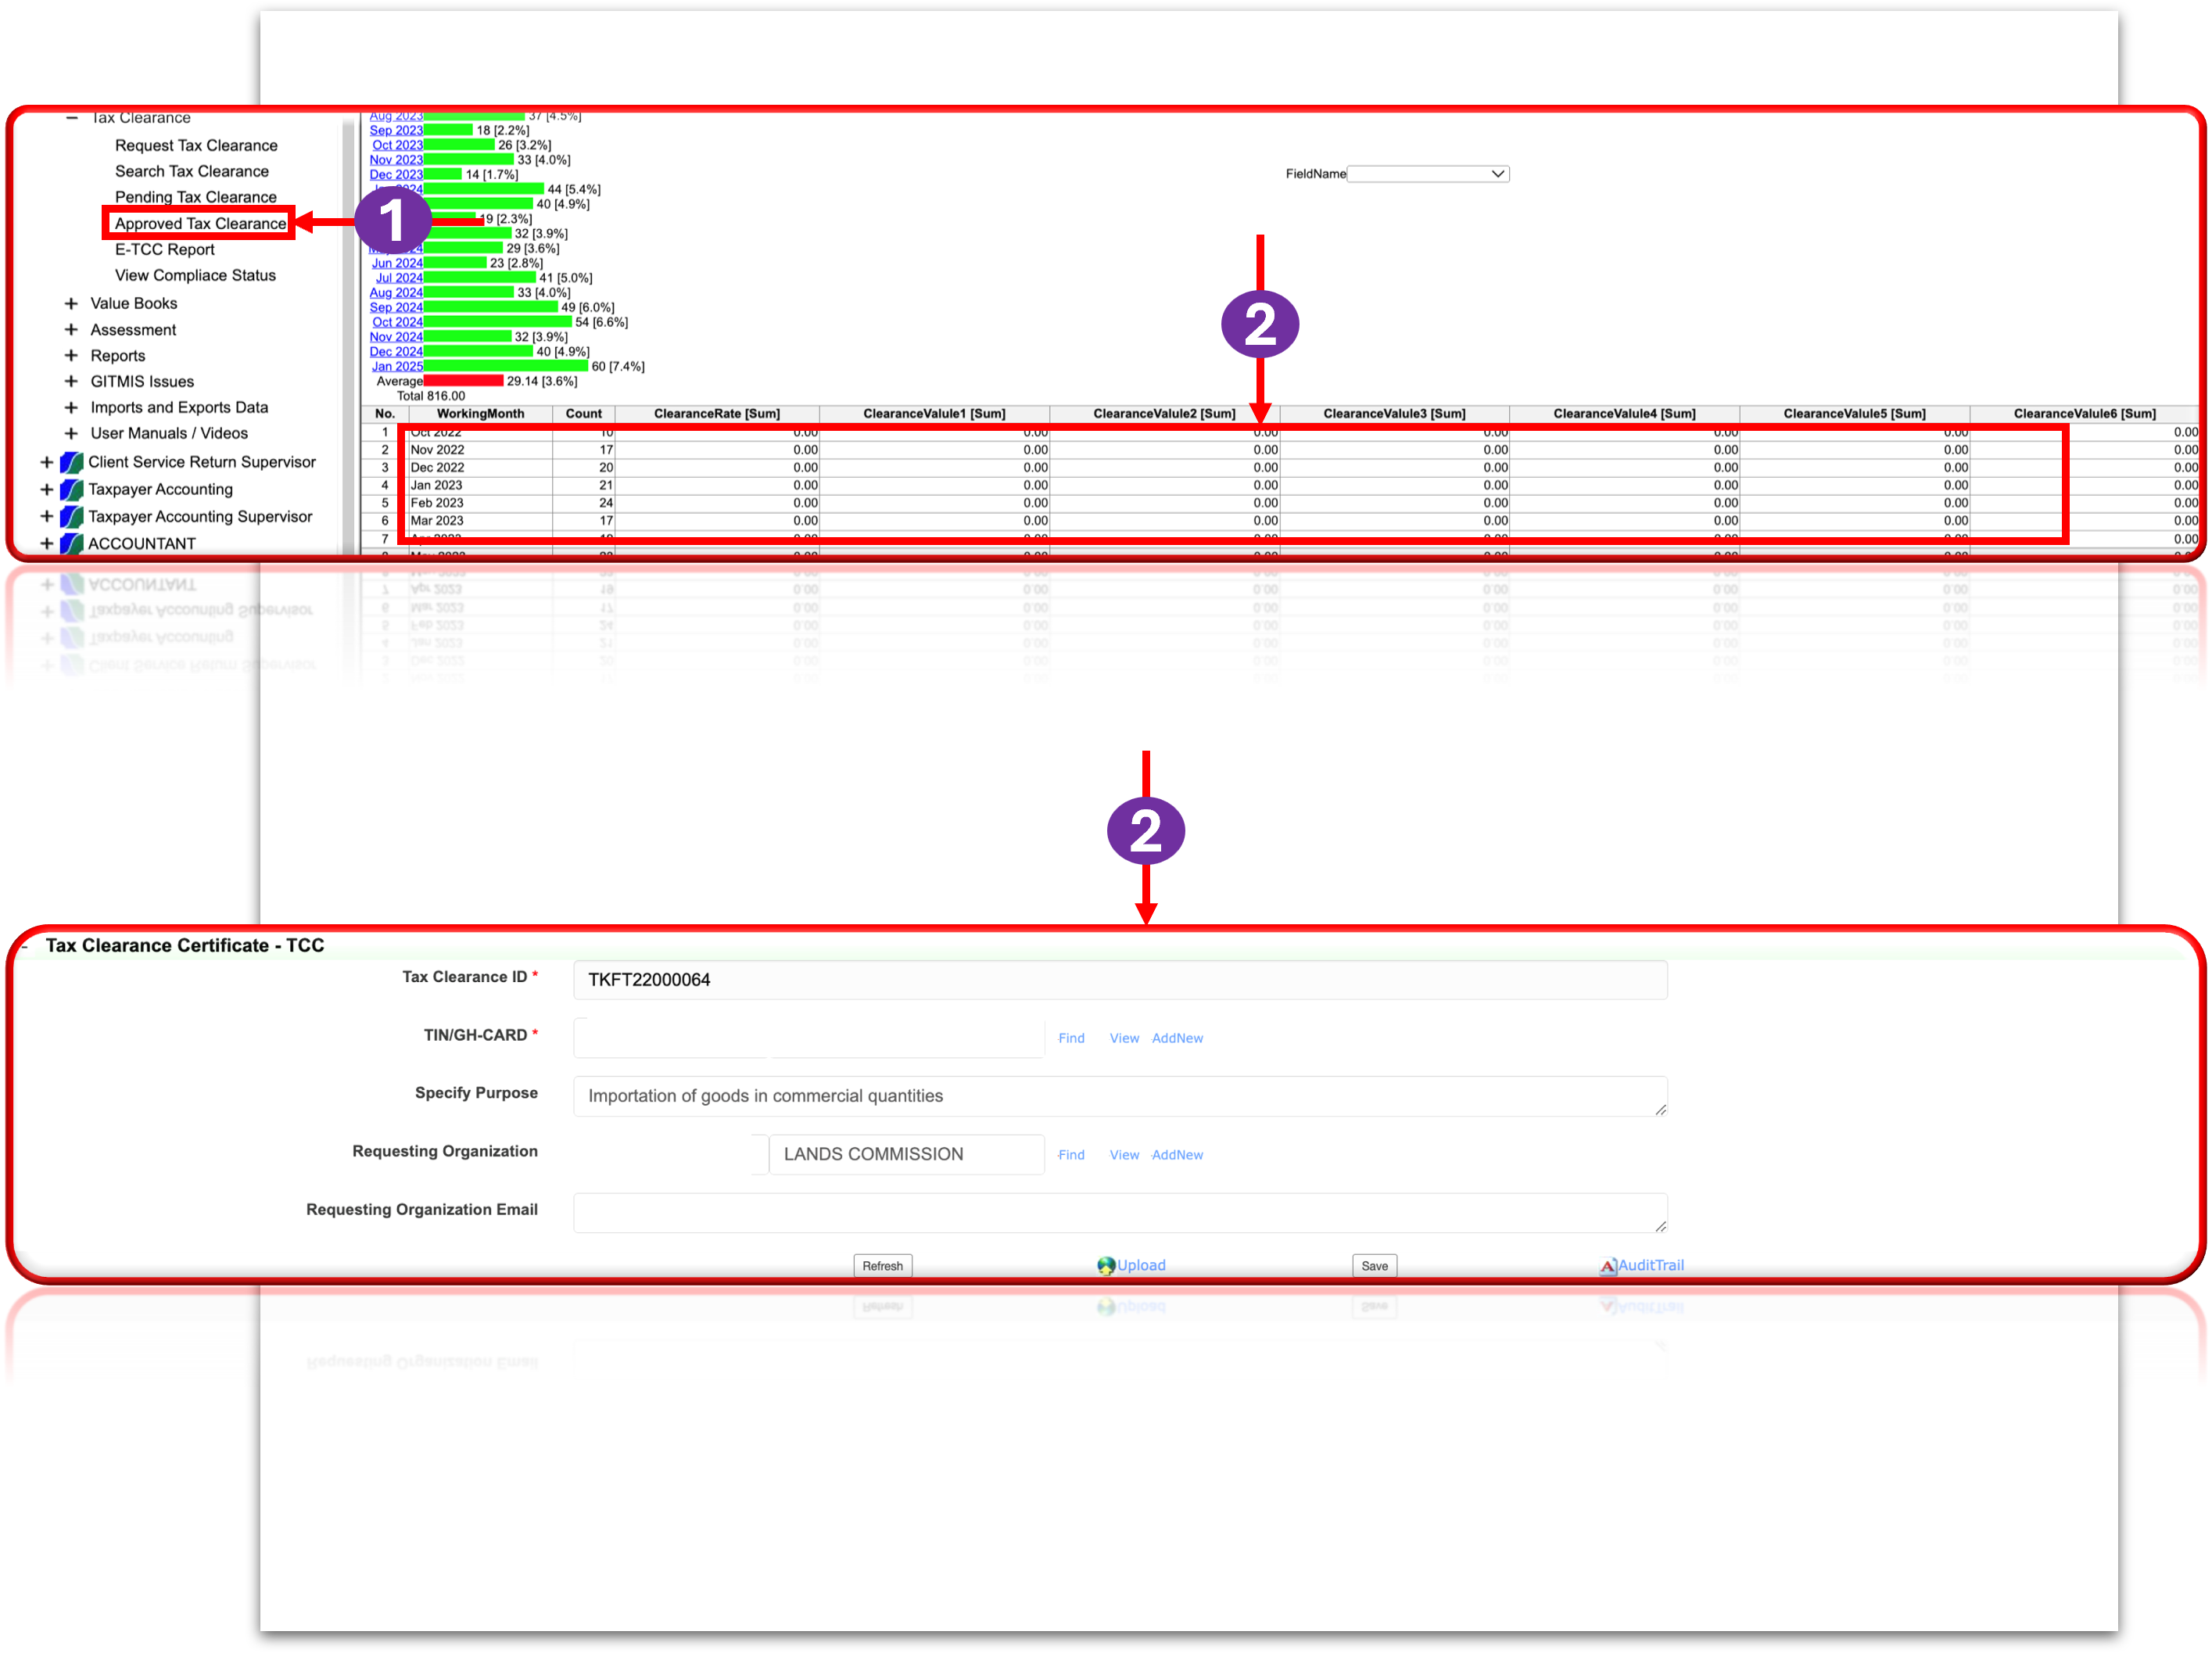 Tax Clearance
Request Tax Clearance
Search Tax Clearance
Pending Tax Clearance
Approved Tax Clearance
E-TCC Report
View Compliace Status
Value Books
Assessment
Reports
GITMIS Issues
Imports and Exports Data
User Manuals / Videos
Client Service Return Supervisor
Taxpayer Accounting
Taxpayer Accounting Supervisor
ACCOUNTANT
1
Aug 2023 37 [4.5%]
Sep 2023 18 [2.2%]
Oct 2023 26 [3.2%]
Nov 2023 33 [4.0%]
Dec 2023 14 [1.7%]
44 [5.4%]
40 [4.9%]
19 [2.3%]
32 [3.9%]
29 [3.6%]
Jun 2024 23 [2.8%]
Jul 2024 41 [5.0%]
Aug 2024 33 [4.0%]
Sep 2024 49 [6.0%]
Oct 2024 54 [6.6%]
Nov 2024 32 [3.9%]
Dec 2024 40 [4.9%]
Jan 2025 60 [7.4%]
Average 29.14 [3.6%]
Total 816.00
FieldName
2
No. WorkingMonth Count ClearanceRate [Sum] ClearanceValule1 [Sum] ClearanceValule2 [Sum] ClearanceValule3 [Sum] ClearanceValule4 [Sum] ClearanceValule5 [Sum] ClearanceValule6 [Sum]
1 Oct 2022 10 0.00 0.00 0.00 0.00 0.00 0.00 0.00
2 Nov 2022 17 0.00 0.00 0.00 0.00 0.00 0.00 0.00
3 Dec 2022 20 0.00 0.00 0.00 0.00 0.00 0.00 0.00
4 Jan 2023 21 0.00 0.00 0.00 0.00 0.00 0.00 0.00
5 Feb 2023 24 0.00 0.00 0.00 0.00 0.00 0.00 0.00
6 Mar 2023 17 0.00 0.00 0.00 0.00 0.00 0.00 0.00
7 Apr 2023 19 0.00 0.00 0.00 0.00 0.00 0.00 0.00
2
Tax Clearance Certificate - TCC
Tax Clearance ID * TKFT22000064
TIN/GH-CARD * Find View AddNew
Specify Purpose Importation of goods in commercial quantities
Requesting Organization LANDS COMMISSION Find View AddNew
Requesting Organization Email
Refresh Upload Save AuditTrail